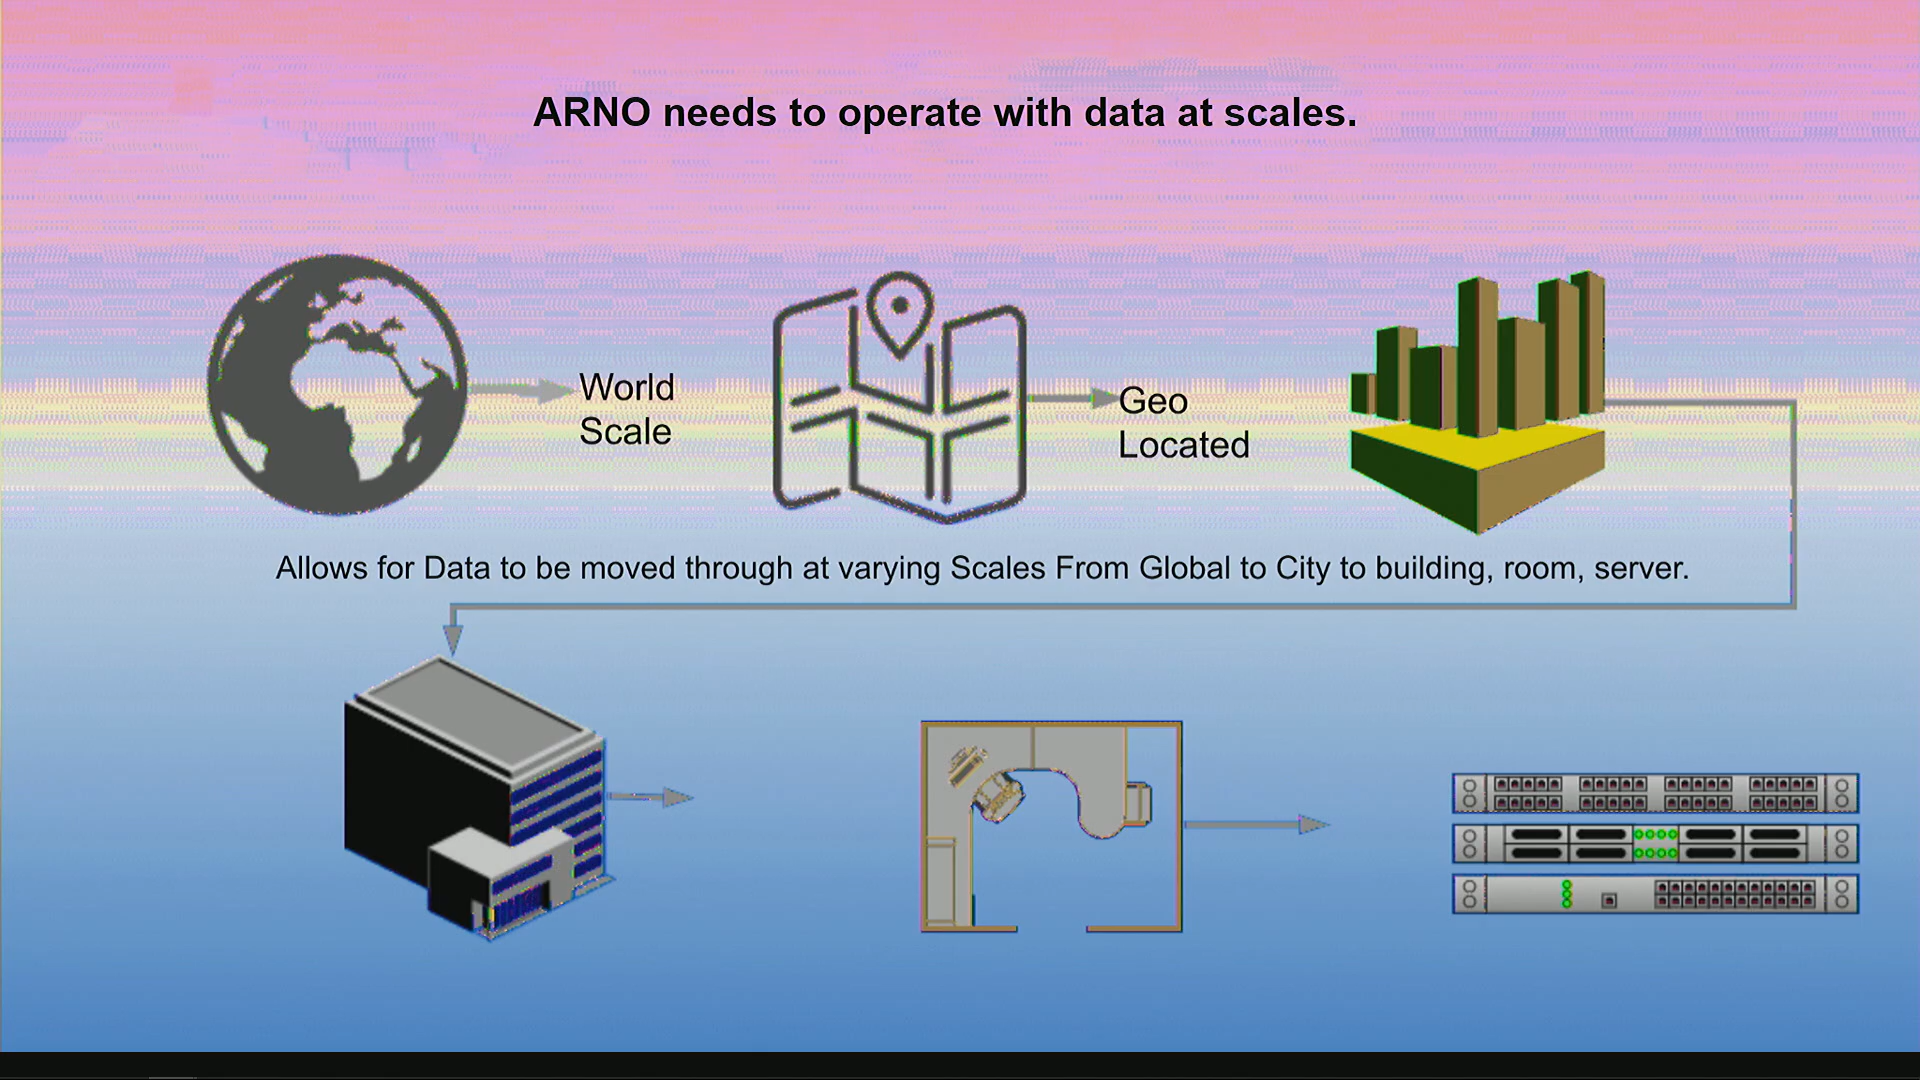 ARNO needs to operate with data at scales.
World
Scale
Geo
Located
Allows for Data to be moved through at varying Scales From Global to City to building, room, server.